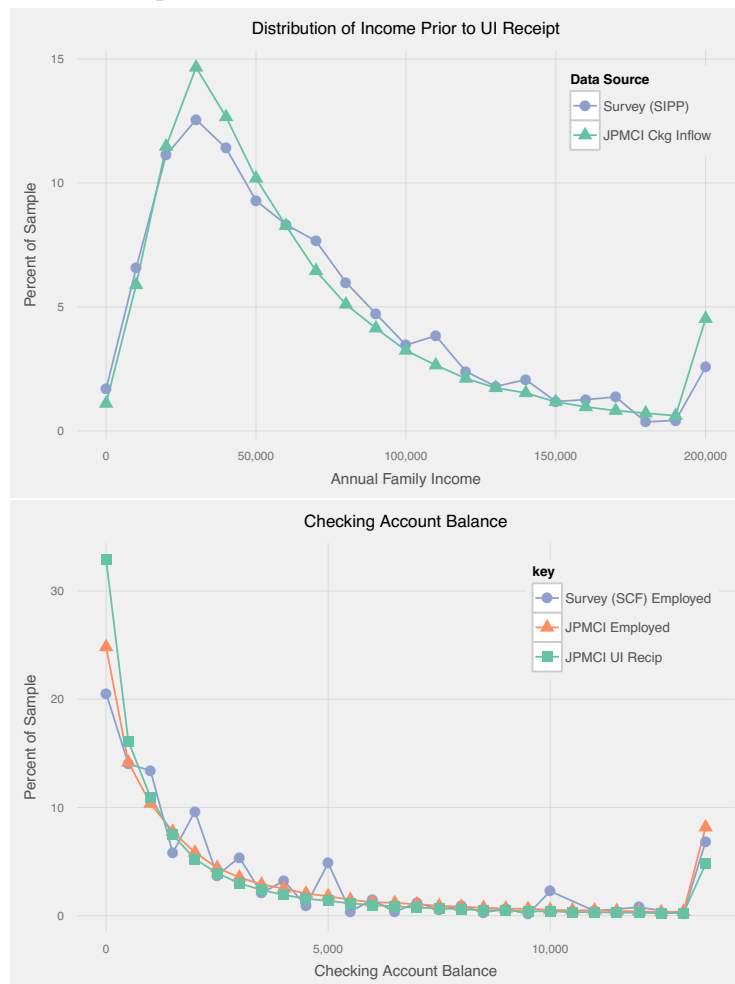 Distribution of Income Prior to UI Receipt
15
10
5
0
Percent of Sample
Data Source
Survey (SIPP)
JPMCI Ckg Inflow
0 50,000 100,000 150,000 200,000
Annual Family Income
Checking Account Balance
30
20
10
0
Percent of Sample
key
Survey (SCF) Employed
JPMCI Employed
JPMCI UI Recip
0 5,000 10,000
Checking Account Balance